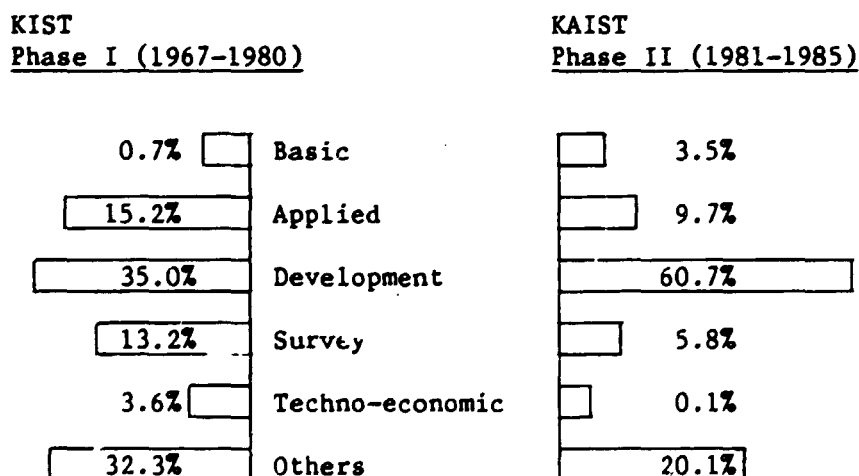 KIST KAIST
Phase I (1967-1980) Phase II (1981-1985)
0.7% Basic 3.5%
15.2% Applied 9.7%
35.0% Development 60.7%
13.2% Survey 5.8%
3.6% Techno-economic 0.1%
32.3% Others 20.1%